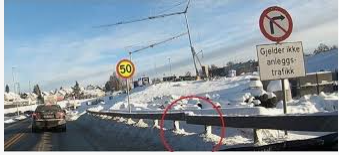 50
Gjelder ikke
anleggs-
trafikk